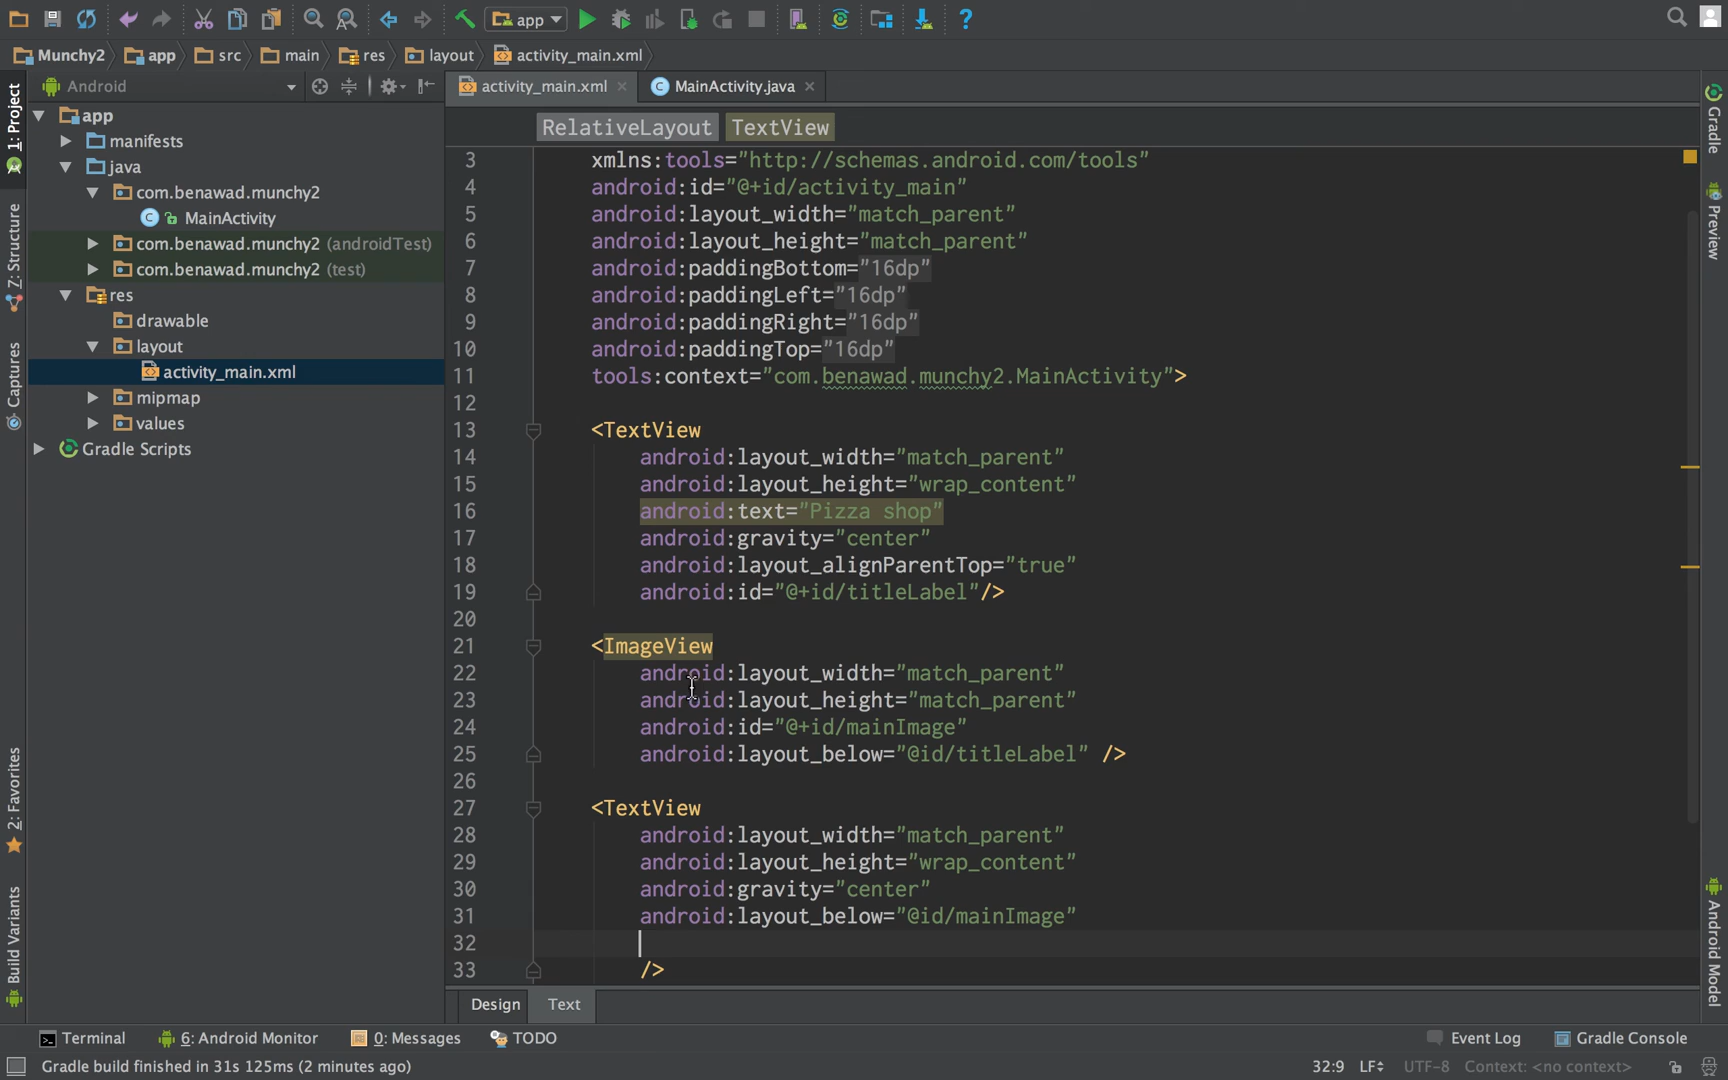 app
Munchy2 app src main res layout activity_main.xml
Android
activity_main.xml MainActivity.java
1: Project
Z: Structure
Captures
2: Favorites
Build Variants
app
manifests
java
com.benawad.munchy2
MainActivity
com.benawad.munchy2 (androidTest)
com.benawad.munchy2 (test)
res
drawable
layout
activity_main.xml
mipmap
values
Gradle Scripts
RelativeLayout TextView
3 xmlns:tools="http://schemas.android.com/tools"
4 android:id="@+id/activity_main"
5 android:layout_width="match_parent"
6 android:layout_height="match_parent"
7 android:paddingBottom="16dp"
8 android:paddingLeft="16dp"
9 android:paddingRight="16dp"
10 android:paddingTop="16dp"
11 tools:context="com.benawad.munchy2.MainActivity">
12
13 <TextView
14 android:layout_width="match_parent"
15 android:layout_height="wrap_content"
16 android:text="Pizza shop"
17 android:gravity="center"
18 android:layout_alignParentTop="true"
19 android:id="@+id/titleLabel"/>
20
21 <ImageView
22 android:layout_width="match_parent"
23 android:layout_height="match_parent"
24 android:id="@+id/mainImage"
25 android:layout_below="@id/titleLabel" />
26
27 <TextView
28 android:layout_width="match_parent"
29 android:layout_height="wrap_content"
30 android:gravity="center"
31 android:layout_below="@id/mainImage"
32
33 />
Gradle
Preview
Android Model
Design Text
Terminal 6: Android Monitor 0: Messages TODO Event Log Gradle Console
Gradle build finished in 31s 125ms (2 minutes ago) 32:9 LF UTF-8 Context: <no context>